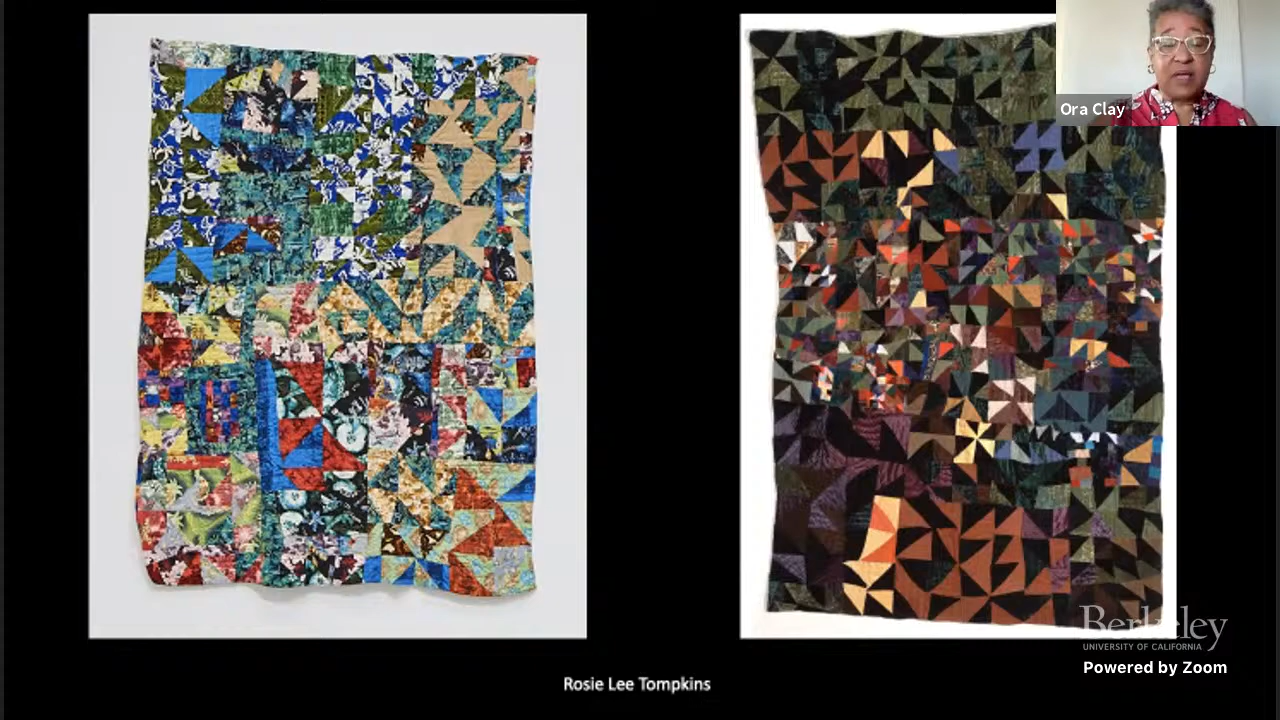 Ora Clay
Berkeley
UNIVERSITY OF CALIFORNIA
Powered by Zoom
Rosie Lee Tompkins